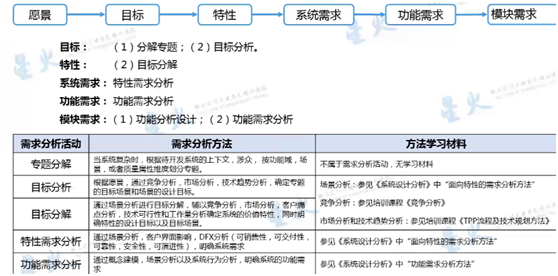 愿景 目标 特性 系统需求 功能需求 模块需求
目标： （1）分解专题；（2）目标分析。
特性： （2）目标分解
系统需求： 特性需求分析
功能需求： 功能需求分析
模块需求： （1）功能分析设计；（2）功能需求分析
需求分析活动 需求分析方法 方法学习材料
专题分解
当系统复杂时，根据待开发系统的上下文，涉众，按功能域，场
景，或者质量属性维度划分专题。
不属于需求分析活动，无学习材料
目标分析
根据愿景，通过竞争分析，市场分析，技术趋势分析，确定专题
的目标场景和场景的设计目标。
场景分析：参见《系统设计分析》中“面向特性的需求分析方法”
目标分解
通过场景分析进行目标分解，辅以竞争分析，市场分析，客户痛
点分析，技术可行性和工作量分析确定系统的价值特性，同时明
确特性的设计目标以及目标场景。
竞争分析：参见培训课程《竞争分析》
市场分析和技术趋势分析：参见培训课程《TPP流程及技术规划方法》
特性需求分析
通过场景分析，客户界面影响，DFX分析（可销售性，可交付性，
可靠性，安全性，可演进性），明确系统需求
参见《系统设计分析》中“面向特性的需求分析方法”
功能需求分析
通过概念建模，场景分析以及系统行为分析，明确系统的功能需
求
参见《系统设计分析》中“功能需求分析方法”
星火
星火
星火